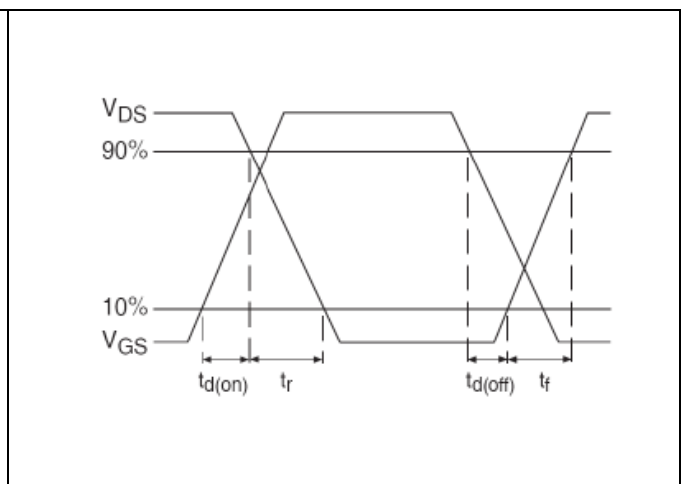 VDS
90%
10%
VGS
td(on)
tr
td(off)
tf